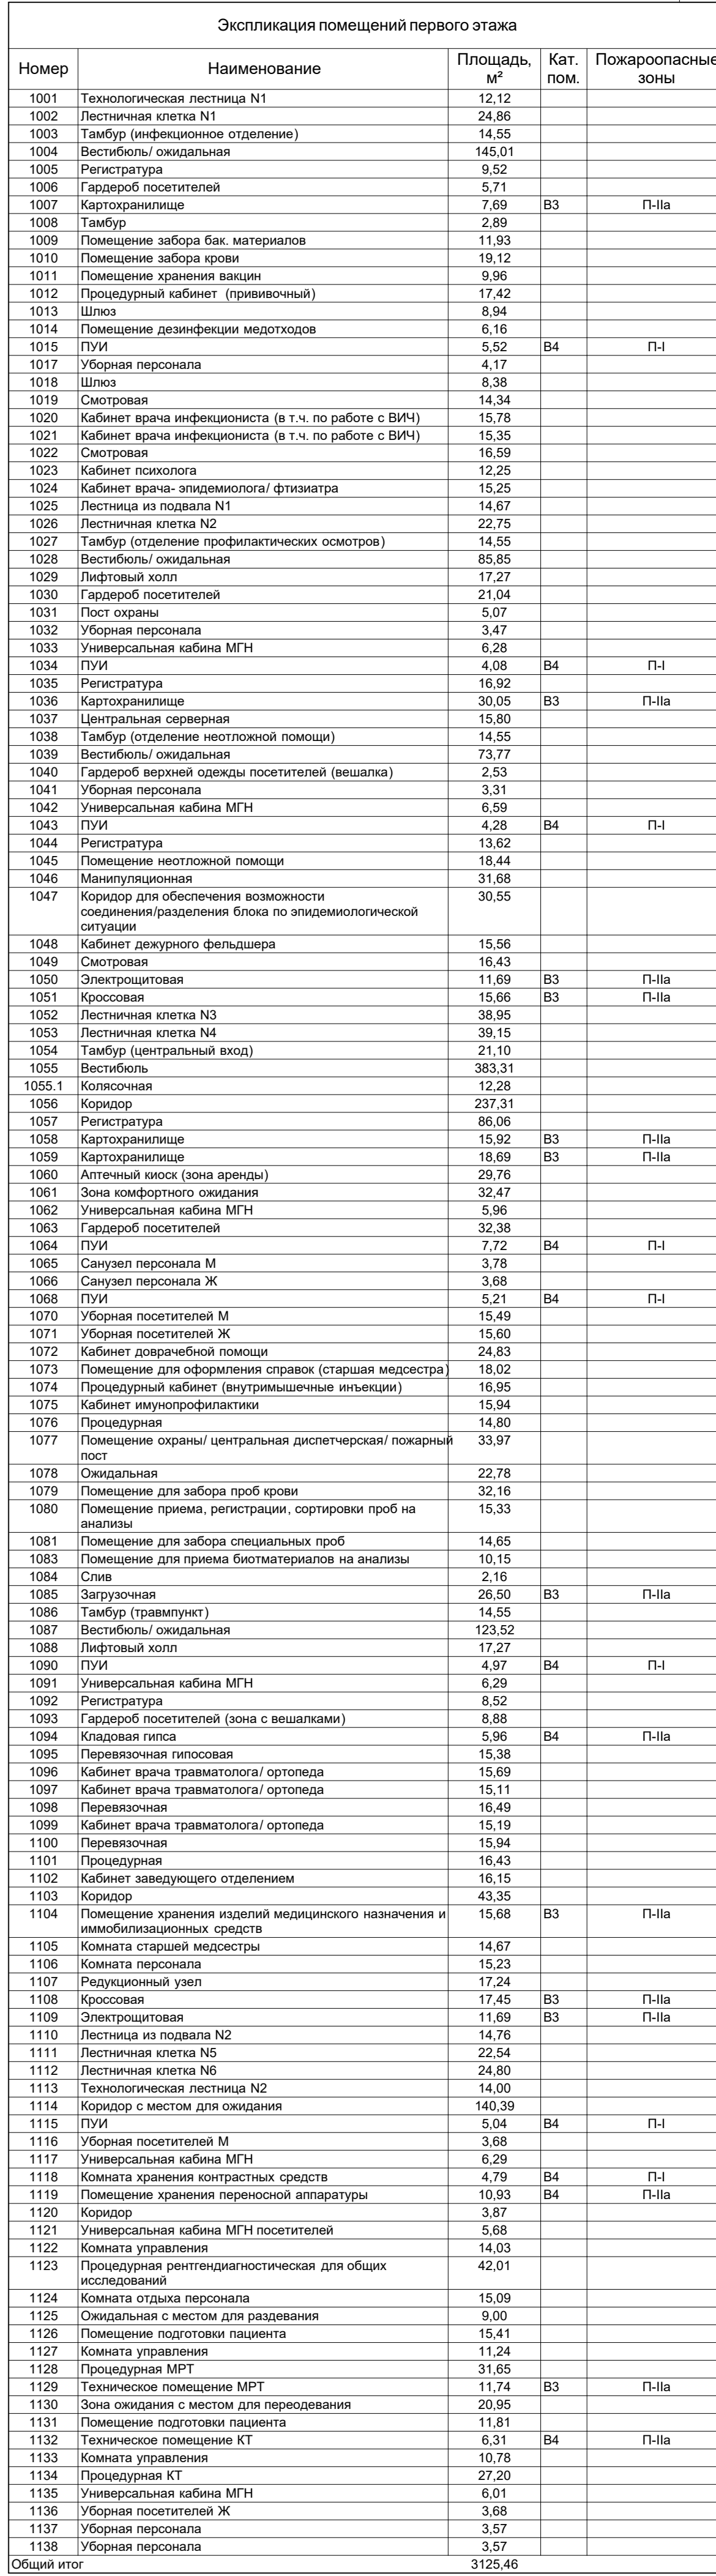 Экспликация помещений первого этажа
Номер Наименование Площадь, м² Кат. пом. Пожароопасные зоны
1001 Технологическая лестница N1 12,12
1002 Лестничная клетка N1 24,86
1003 Тамбур (инфекционное отделение) 14,55
1004 Вестибюль/ ожидальная 145,01
1005 Регистратура 9,52
1006 Гардероб посетителей 5,71
1007 Картохранилище 7,69 В3 П-IIа
1008 Тамбур 2,89
1009 Помещение забора бак. материалов 11,93
1010 Помещение забора крови 19,12
1011 Помещение хранения вакцин 9,96
1012 Процедурный кабинет (прививочный) 17,42
1013 Шлюз 8,94
1014 Помещение дезинфекции медотходов 6,16
1015 ПУИ 5,52 В4 П-I
1017 Уборная персонала 4,17
1018 Шлюз 8,38
1019 Смотровая 14,34
1020 Кабинет врача инфекциониста (в т.ч. по работе с ВИЧ) 15,78
1021 Кабинет врача инфекциониста (в т.ч. по работе с ВИЧ) 15,35
1022 Смотровая 16,59
1023 Кабинет психолога 12,25
1024 Кабинет врача- эпидемиолога/ фтизиатра 15,25
1025 Лестница из подвала N1 14,67
1026 Лестничная клетка N2 22,75
1027 Тамбур (отделение профилактических осмотров) 14,55
1028 Вестибюль/ ожидальная 85,85
1029 Лифтовый холл 17,27
1030 Гардероб посетителей 21,04
1031 Пост охраны 5,07
1032 Уборная персонала 3,47
1033 Универсальная кабина МГН 6,28
1034 ПУИ 4,08 В4 П-I
1035 Регистратура 16,92
1036 Картохранилище 30,05 В3 П-IIа
1037 Центральная серверная 15,80
1038 Тамбур (отделение неотложной помощи) 14,55
1039 Вестибюль/ ожидальная 73,77
1040 Гардероб верхней одежды посетителей (вешалка) 2,53
1041 Уборная персонала 3,31
1042 Универсальная кабина МГН 6,59
1043 ПУИ 4,28 В4 П-I
1044 Регистратура 13,62
1045 Помещение неотложной помощи 18,44
1046 Манипуляционная 31,68
1047 Коридор для обеспечения возможности 30,55
соединения/разделения блока по эпидемиологической
ситуации
1048 Кабинет дежурного фельдшера 15,56
1049 Смотровая 16,43
1050 Электрощитовая 11,69 В3 П-IIа
1051 Кроссовая 15,66 В3 П-IIа
1052 Лестничная клетка N3 38,95
1053 Лестничная клетка N4 39,15
1054 Тамбур (центральный вход) 21,10
1055 Вестибюль 383,31
1055.1 Колясочная 12,28
1056 Коридор 237,31
1057 Регистратура 86,06
1058 Картохранилище 15,92 В3 П-IIа
1059 Картохранилище 18,69 В3 П-IIа
1060 Аптечный киоск (зона аренды) 29,76
1061 Зона комфортного ожидания 32,47
1062 Универсальная кабина МГН 5,96
1063 Гардероб посетителей 32,38
1064 ПУИ 7,72 В4 П-I
1065 Санузел персонала М 3,78
1066 Санузел персонала Ж 3,68
1068 ПУИ 5,21 В4 П-I
1070 Уборная посетителей М 15,49
1071 Уборная посетителей Ж 15,60
1072 Кабинет доврачебной помощи 24,83
1073 Помещение для оформления справок (старшая медсестра) 18,02
1074 Процедурный кабинет (внутримышечные инъекции) 16,95
1075 Кабинет имунопрофилактики 15,94
1076 Процедурная 14,80
1077 Помещение охраны/ центральная диспетчерская/ пожарный 33,97
пост
1078 Ожидальная 22,78
1079 Помещение для забора проб крови 32,16
1080 Помещение приема, регистрации, сортировки проб на 15,33
анализы
1081 Помещение для забора специальных проб 14,65
1083 Помещение для приема биотматериалов на анализы 10,15
1084 Слив 2,16
1085 Загрузочная 26,50 В3 П-IIа
1086 Тамбур (травмпункт) 14,55
1087 Вестибюль/ ожидальная 123,52
1088 Лифтовый холл 17,27
1090 ПУИ 4,97 В4 П-I
1091 Универсальная кабина МГН 6,29
1092 Регистратура 8,52
1093 Гардероб посетителей (зона с вешалками) 8,88
1094 Кладовая гипса 5,96 В4 П-IIа
1095 Перевязочная гипосовая 15,38
1096 Кабинет врача травматолога/ ортопеда 15,69
1097 Кабинет врача травматолога/ ортопеда 15,11
1098 Перевязочная 16,49
1099 Кабинет врача травматолога/ ортопеда 15,19
1100 Перевязочная 15,94
1101 Процедурная 16,43
1102 Кабинет заведующего отделением 16,15
1103 Коридор 43,35
1104 Помещение хранения изделий медицинского назначения и 15,68 В3 П-IIа
иммобилизационных средств
1105 Комната старшей медсестры 14,67
1106 Комната персонала 15,23
1107 Редукционный узел 17,24
1108 Кроссовая 17,45 В3 П-IIа
1109 Электрощитовая 11,69 В3 П-IIа
1110 Лестница из подвала N2 14,76
1111 Лестничная клетка N5 22,54
1112 Лестничная клетка N6 24,80
1113 Технологическая лестница N2 14,00
1114 Коридор с местом для ожидания 140,39
1115 ПУИ 5,04 В4 П-I
1116 Уборная посетителей М 3,68
1117 Универсальная кабина МГН 6,29
1118 Комната хранения контрастных средств 4,79 В4 П-I
1119 Помещение хранения переносной аппаратуры 10,93 В4 П-IIа
1120 Коридор 3,87
1121 Универсальная кабина МГН посетителей 5,68
1122 Комната управления 14,03
1123 Процедурная рентгендиагностическая для общих 42,01
исследований
1124 Комната отдыха персонала 15,09
1125 Ожидальная с местом для раздевания 9,00
1126 Помещение подготовки пациента 15,41
1127 Комната управления 11,24
1128 Процедурная МРТ 31,65
1129 Техническое помещение МРТ 11,74 В3 П-IIа
1130 Зона ожидания с местом для переодевания 20,95
1131 Помещение подготовки пациента 11,81
1132 Техническое помещение КТ 6,31 В4 П-IIа
1133 Комната управления 10,78
1134 Процедурная КТ 27,20
1135 Универсальная кабина МГН 6,01
1136 Уборная посетителей Ж 3,68
1137 Уборная персонала 3,57
1138 Уборная персонала 3,57
Общий итог 3125,46